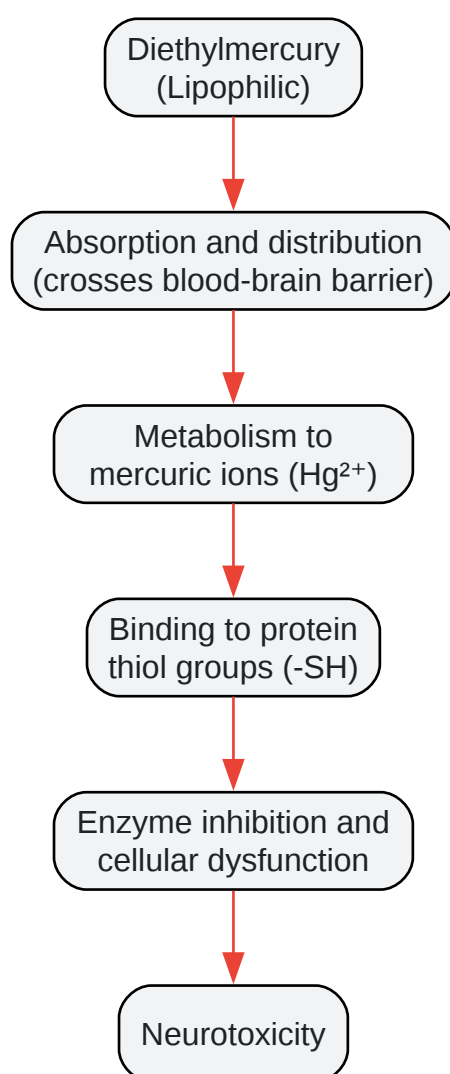 Diethylmercury
(Lipophilic)
Absorption and distribution
(crosses blood-brain barrier)
Metabolism to
mercuric ions (Hg²⁺)
Binding to protein
thiol groups (-SH)
Enzyme inhibition and
cellular dysfunction
Neurotoxicity